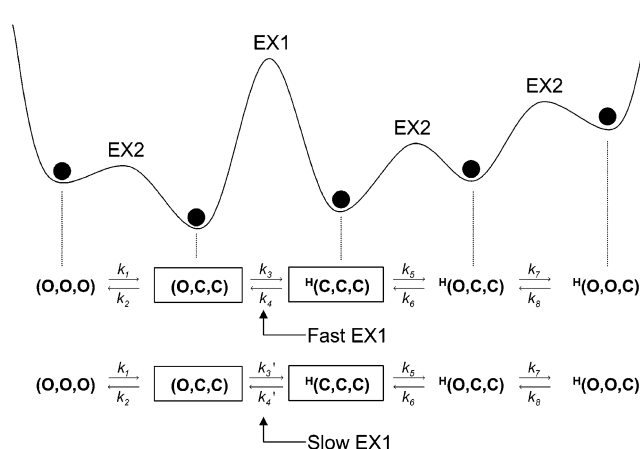 EX1
EX2
EX2
EX2
k₁ k₃ k₅ k₇
(O,O,O) (O,C,C) ᴴ(C,C,C) ᴴ(O,C,C) ᴴ(O,O,C)
k₂ k₄ k₆ k₈
Fast EX1
k₁ k₃' k₅ k₇
(O,O,O) (O,C,C) ᴴ(C,C,C) ᴴ(O,C,C) ᴴ(O,O,C)
k₂ k₄' k₆ k₈
Slow EX1